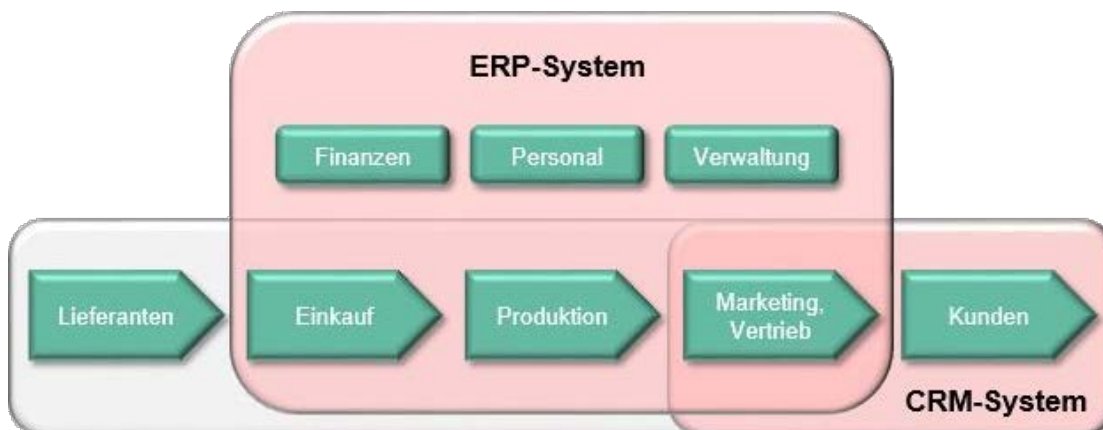 ERP-System
Finanzen
Personal
Verwaltung
Lieferanten
Einkauf
Produktion
Marketing,
Vertrieb
Kunden
CRM-System